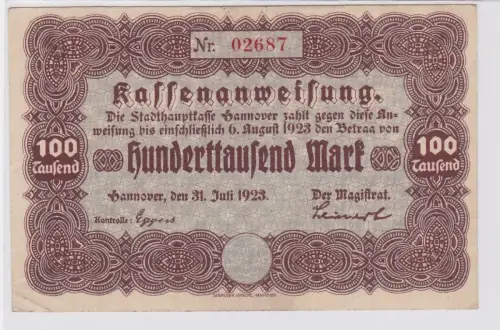 Nr. 02687
Kassenanweisung.
Die Stadthauptkasse Hannover zahlt gegen diese An-
weisung bis einschließlich 6. August 1923 den Betrag von
100 Tausend
Hunderttausend Mark
100 Tausend
Hannover, den 31. Juli 1923. Der Magistrat.
Kontrolle: Eggers